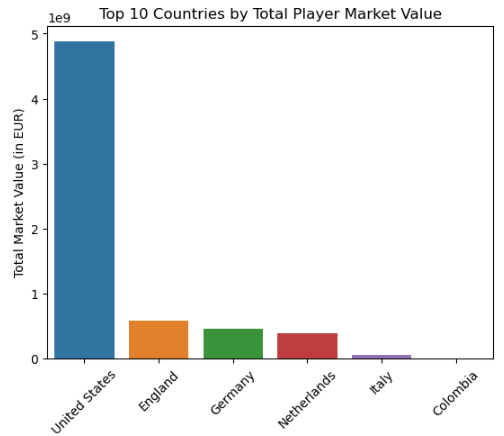 Top 10 Countries by Total Player Market Value
1e9
Total Market Value (in EUR)
5
4
3
2
1
0
United States
England
Germany
Netherlands
Italy
Colombia